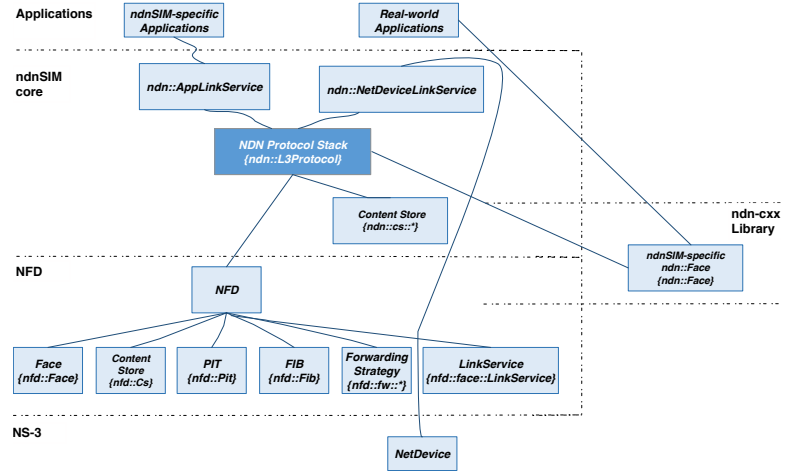 Applications
ndnSIM-specific
Applications
Real-world
Applications
ndnSIM
core
ndn::AppLinkService
ndn::NetDeviceLinkService
NDN Protocol Stack
{ndn::L3Protocol}
Content Store
{ndn::cs::*}
ndn-cxx
Library
ndnSIM-specific
ndn::Face
{ndn::Face}
NFD
NFD
Face
{nfd::Face}
Content
Store
{nfd::Cs}
PIT
{nfd::Pit}
FIB
{nfd::Fib}
Forwarding
Strategy
{nfd::fw::*}
LinkService
{nfd::face::LinkService}
NS-3
NetDevice